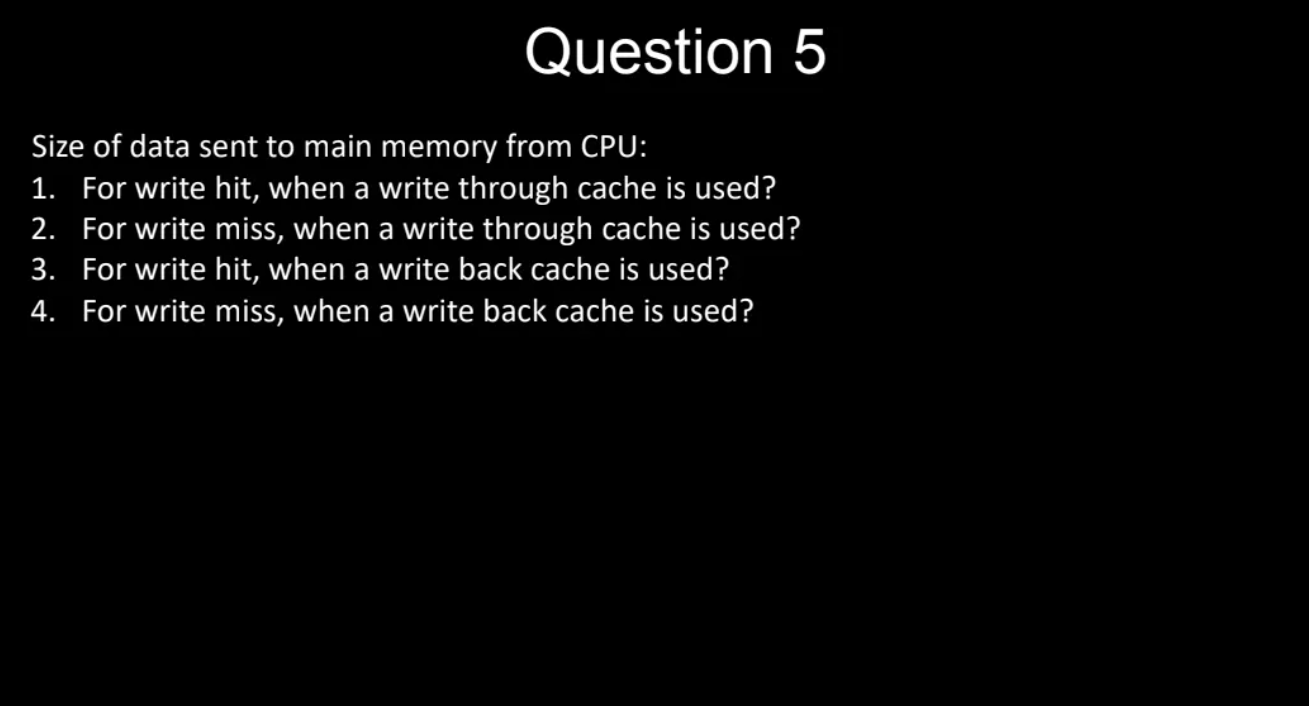 Question 5
Size of data sent to main memory from CPU:
1. For write hit, when a write through cache is used?
2. For write miss, when a write through cache is used?
3. For write hit, when a write back cache is used?
4. For write miss, when a write back cache is used?